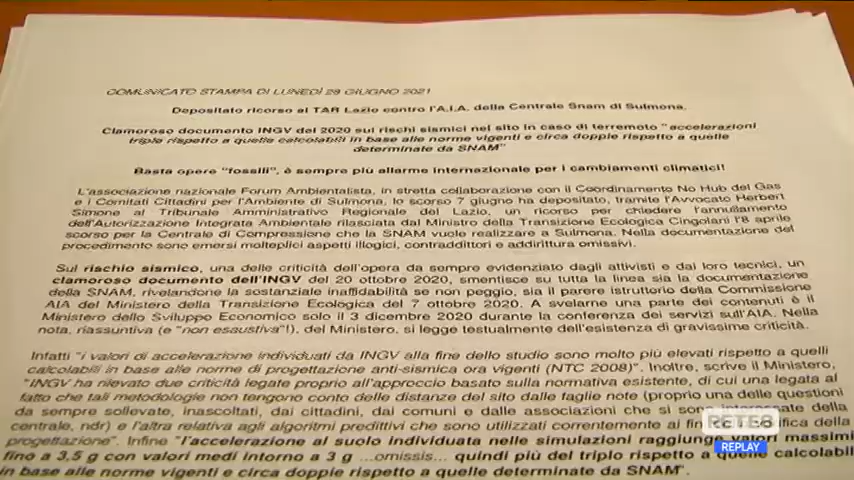 COMUNICATO STAMPA DI LUNEDÌ 28 GIUGNO 2021
Depositato ricorso al TAR Lazio contro l'A.I.A. della Centrale Snam di Sulmona.
Clamoroso documento INGV del 2020 sui rischi sismici nel sito in caso di terremoto "accelerazioni
triple rispetto a quelle calcolabili in base alle norme vigenti e circa doppie rispetto a quelle
determinate da SNAM"
Basta opere "fossili", è sempre più allarme internazionale per i cambiamenti climatici!
L'associazione nazionale Forum Ambientalista, in stretta collaborazione con il Coordinamento No Hub del Gas
e i Comitati Cittadini per l'Ambiente di Sulmona, lo scorso 7 giugno ha depositato, tramite l'Avvocato Herbert
Simone al Tribunale Amministrativo Regionale del Lazio, un ricorso per chiedere l'annullamento
dell'Autorizzazione Integrata Ambientale rilasciata dal Ministro della Transizione Ecologica Cingolani l'8 aprile
scorso per la Centrale di Compressione che la SNAM vuole realizzare a Sulmona. Nella documentazione del
procedimento sono emersi molteplici aspetti illogici, contraddittori e addirittura omissivi.
Sul rischio sismico, una delle criticità dell'opera da sempre evidenziato dagli attivisti e dai loro tecnici, un
clamoroso documento dell'INGV del 20 ottobre 2020, smentisce su tutta la linea sia la documentazione
della SNAM, rivelandone la sostanziale inaffidabilità se non peggio, sia il parere istruttorio della Commissione
AIA del Ministero della Transizione Ecologica del 7 ottobre 2020. A svelarne una parte dei contenuti è il
Ministero dello Sviluppo Economico solo il 3 dicembre 2020 durante la conferenza dei servizi sull'AIA. Nella
nota, riassuntiva (e "non esaustiva"!), del Ministero, si legge testualmente dell'esistenza di gravissime criticità.
Infatti "i valori di accelerazione individuati da INGV alla fine dello studio sono molto più elevati rispetto a quelli
calcolabili in base alle norme di progettazione anti-sismica ora vigenti (NTC 2008)". Inoltre, scrive il Ministero,
"INGV ha rilevato due criticità legate proprio all'approccio basato sulla normativa esistente, di cui una legata al
fatto che tali metodologie non tengono conto delle distanze del sito dalle faglie note (proprio una delle questioni
da sempre sollevate, inascoltati, dai cittadini, dai comuni e dalle associazioni che si sono della
centrale, ndr) e l'altra relativa agli algoritmi predittivi che sono utilizzati correntemente ai della
progettazione". Infine "l'accelerazione al suolo individuata nelle simulazioni raggiunge valori massimi
fino a 3,5 g con valori medi intorno a 3 g ...omissis... quindi più del triplo rispetto a quelle calcolabili
in base alle norme vigenti e circa doppie rispetto a quelle determinate da SNAM".
RETE8
REPLAY